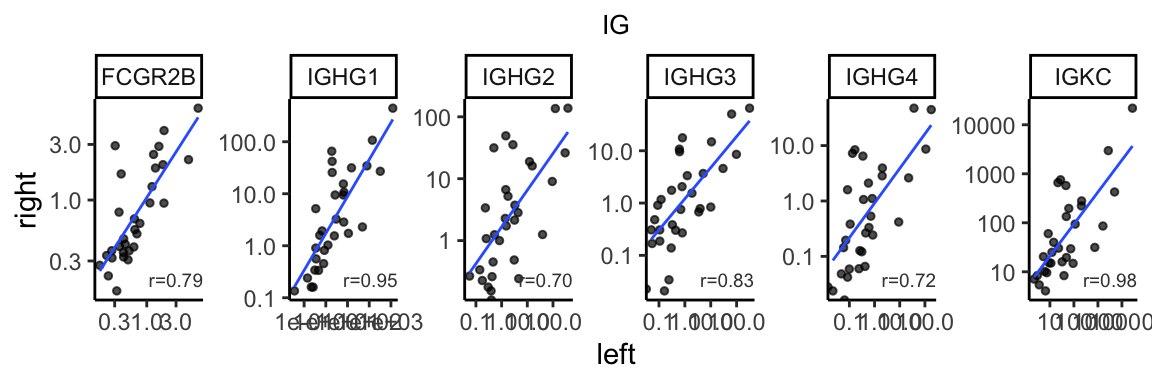 IG
FCGR2B
IGHG1
IGHG2
IGHG3
IGHG4
IGKC
right
3.0
1.0
0.3
r=0.79
100.0
10.0
1.0
0.1
r=0.95
100
10
1
r=0.70
10.0
1.0
0.1
r=0.83
10.0
1.0
0.1
r=0.72
10000
1000
100
10
r=0.98
0.3 1.0 3.0
0.1 1.0 10.0 100.0
0.1 1.0 10.0 100.0
0.1 1.0 10.0 100.0
left